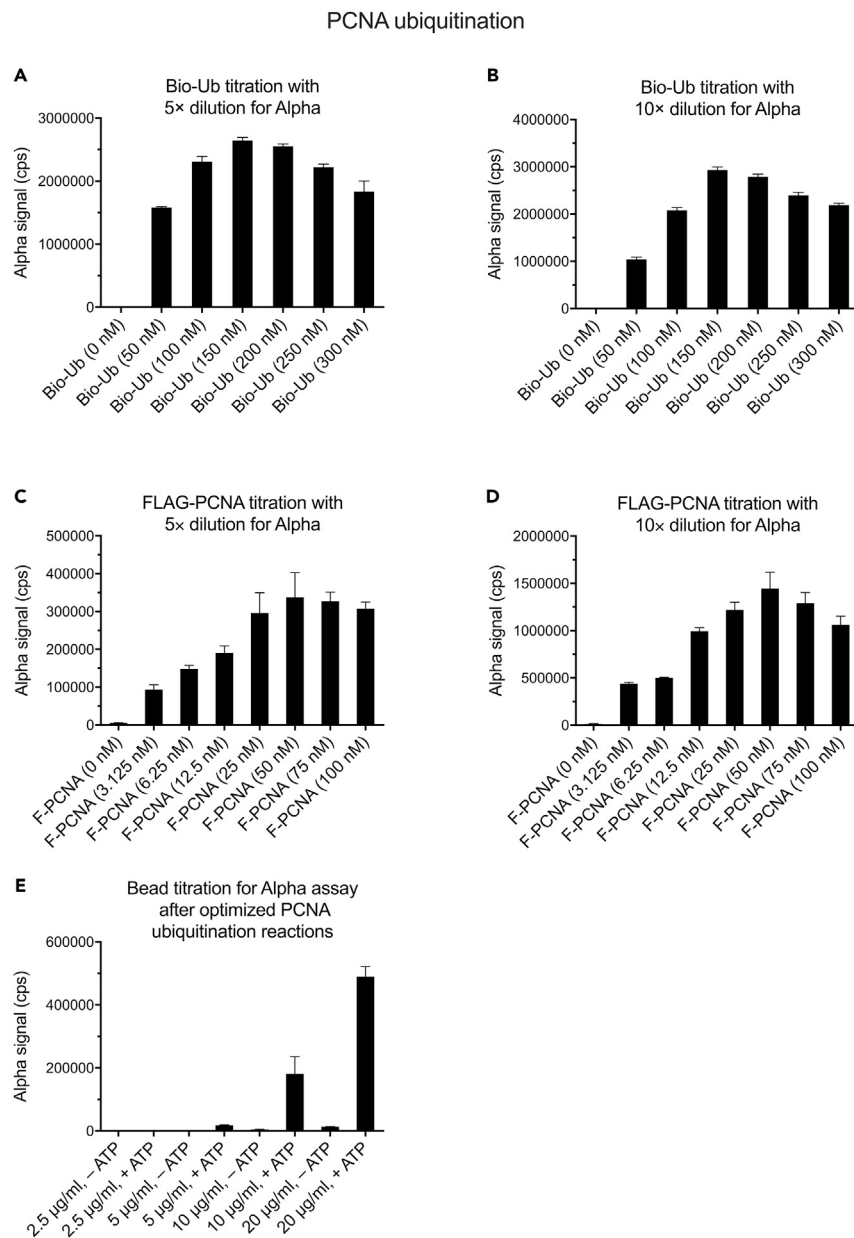 PCNA ubiquitination
A
Bio-Ub titration with
5× dilution for Alpha
Alpha signal (cps)
3000000
2000000
1000000
0
Bio-Ub (0 nM)
Bio-Ub (50 nM)
Bio-Ub (100 nM)
Bio-Ub (150 nM)
Bio-Ub (200 nM)
Bio-Ub (250 nM)
Bio-Ub (300 nM)
B
Bio-Ub titration with
10× dilution for Alpha
Alpha signal (cps)
4000000
3000000
2000000
1000000
0
Bio-Ub (0 nM)
Bio-Ub (50 nM)
Bio-Ub (100 nM)
Bio-Ub (150 nM)
Bio-Ub (200 nM)
Bio-Ub (250 nM)
Bio-Ub (300 nM)
C
FLAG-PCNA titration with
5× dilution for Alpha
Alpha signal (cps)
500000
400000
300000
200000
100000
0
F-PCNA (0 nM)
F-PCNA (3.125 nM)
F-PCNA (6.25 nM)
F-PCNA (12.5 nM)
F-PCNA (25 nM)
F-PCNA (50 nM)
F-PCNA (75 nM)
F-PCNA (100 nM)
D
FLAG-PCNA titration with
10× dilution for Alpha
Alpha signal (cps)
2000000
1500000
1000000
500000
0
F-PCNA (0 nM)
F-PCNA (3.125 nM)
F-PCNA (6.25 nM)
F-PCNA (12.5 nM)
F-PCNA (25 nM)
F-PCNA (50 nM)
F-PCNA (75 nM)
F-PCNA (100 nM)
E
Bead titration for Alpha assay
after optimized PCNA
ubiquitination reactions
Alpha signal (cps)
600000
400000
200000
0
2.5 µg/ml, – ATP
2.5 µg/ml, + ATP
5 µg/ml, – ATP
5 µg/ml, + ATP
10 µg/ml, – ATP
10 µg/ml, + ATP
20 µg/ml, – ATP
20 µg/ml, + ATP